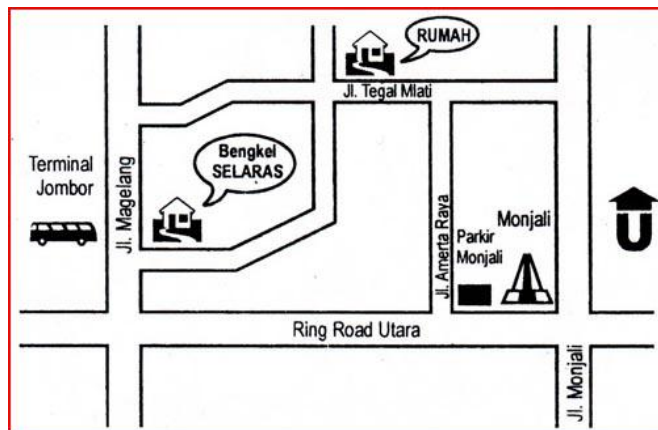 RUMAH
Jl. Tegal Mlati
Bengkel
SELARAS
Terminal
Jombor
Jl. Magelang
Jl. Amerta Raya
Monjali
Parkir
Monjali
U
Ring Road Utara
Jl. Monjali